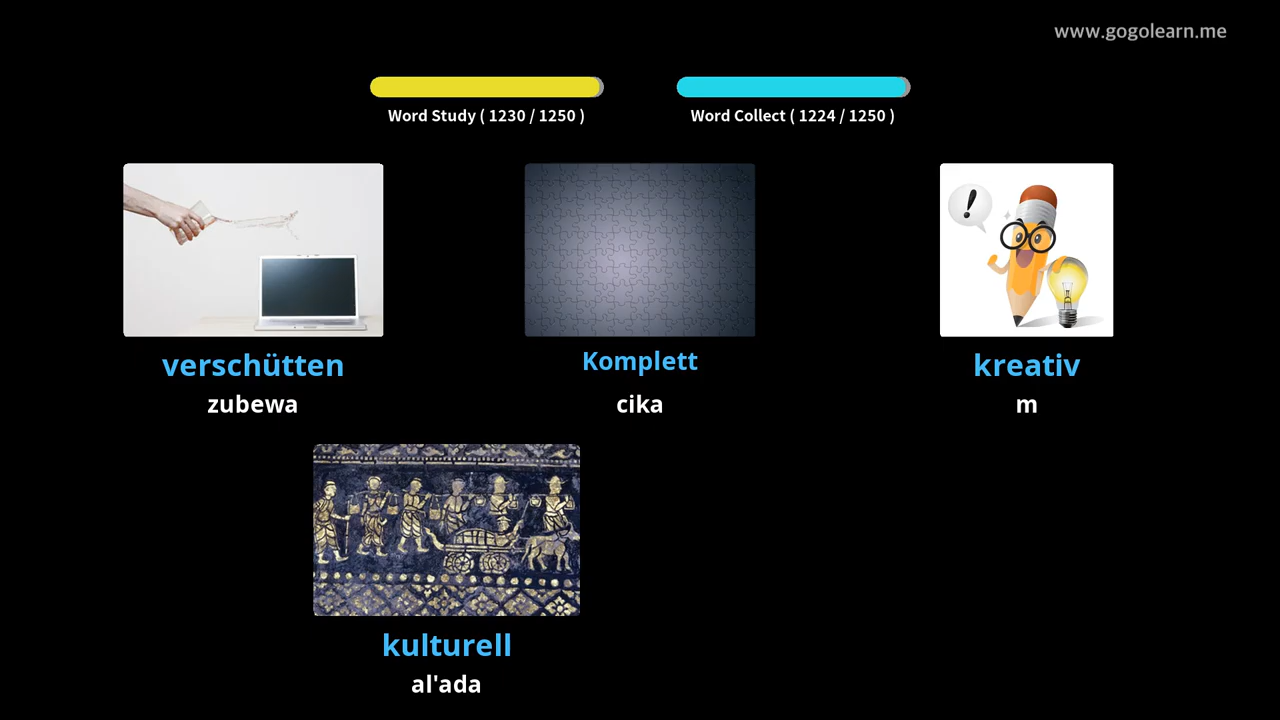 www.gogolearn.me
Word Study ( 1230 / 1250 )
Word Collect ( 1224 / 1250 )
verschütten
zubewa
Komplett
cika
kreativ
m
kulturell
al'ada